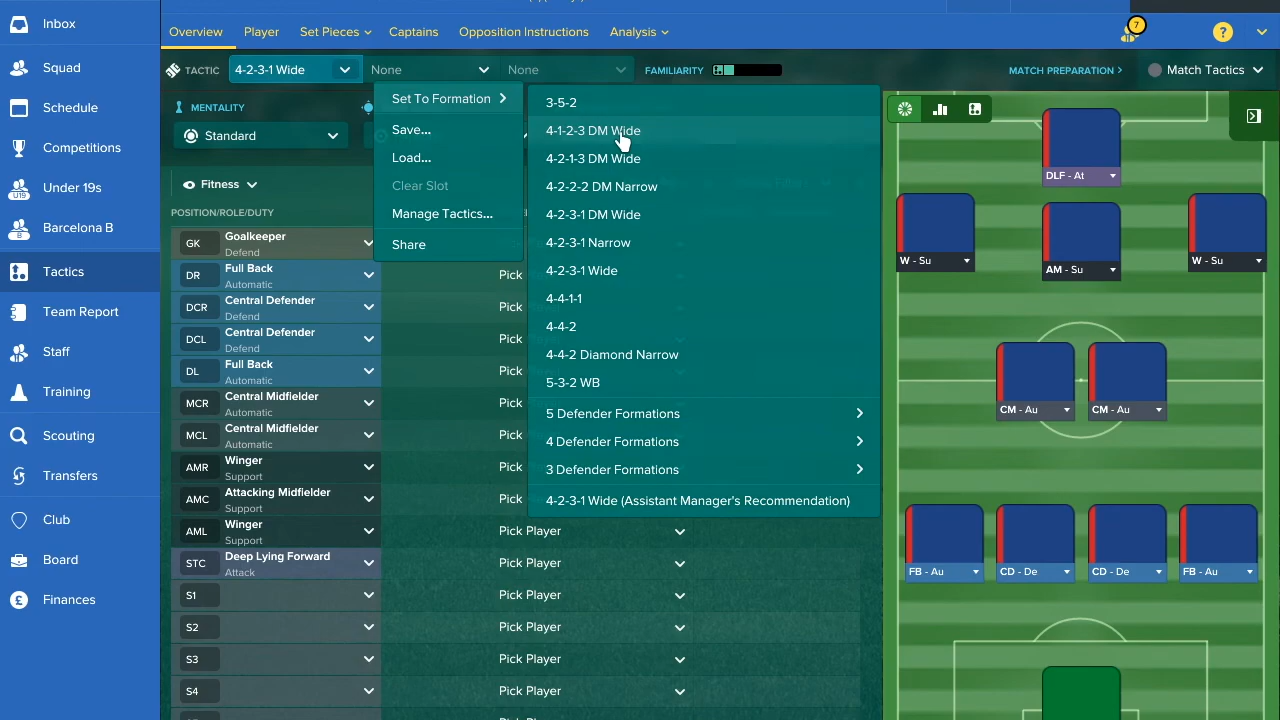 Inbox
Squad
Schedule
Competitions
Under 19s
U19
Barcelona B
B
Tactics
Team Report
Staff
Training
Scouting
Transfers
Club
Board
Finances
Overview
Player
Set Pieces
Captains
Opposition Instructions
Analysis
7
?
TACTIC
4-2-3-1 Wide
None
None
FAMILIARITY
MATCH PREPARATION >
Match Tactics
MENTALITY
Standard
Fitness
POSITION/ROLE/DUTY
Set To Formation
Save...
Load...
Clear Slot
Manage Tactics...
Share
3-5-2
4-1-2-3 DM Wide
4-2-1-3 DM Wide
4-2-2-2 DM Narrow
4-2-3-1 DM Wide
4-2-3-1 Narrow
4-2-3-1 Wide
4-4-1-1
4-4-2
4-4-2 Diamond Narrow
5-3-2 WB
5 Defender Formations
4 Defender Formations
3 Defender Formations
4-2-3-1 Wide (Assistant Manager's Recommendation)
GK Goalkeeper
Defend
DR Full Back Pick
Automatic
DCR Central Defender Pick
Defend
DCL Central Defender Pick
Defend
DL Full Back Pick
Automatic
MCR Central Midfielder Pick
Automatic
MCL Central Midfielder Pick
Automatic
AMR Winger Pick
Support
AMC Attacking Midfielder Pick
Support
AML Winger Pick Player
Support
STC Deep Lying Forward Pick Player
Attack
S1 Pick Player
S2 Pick Player
S3 Pick Player
S4 Pick Player
DLF - At
W - Su
AM - Su
W - Su
CM - Au
CM - Au
FB - Au
CD - De
CD - De
FB - Au